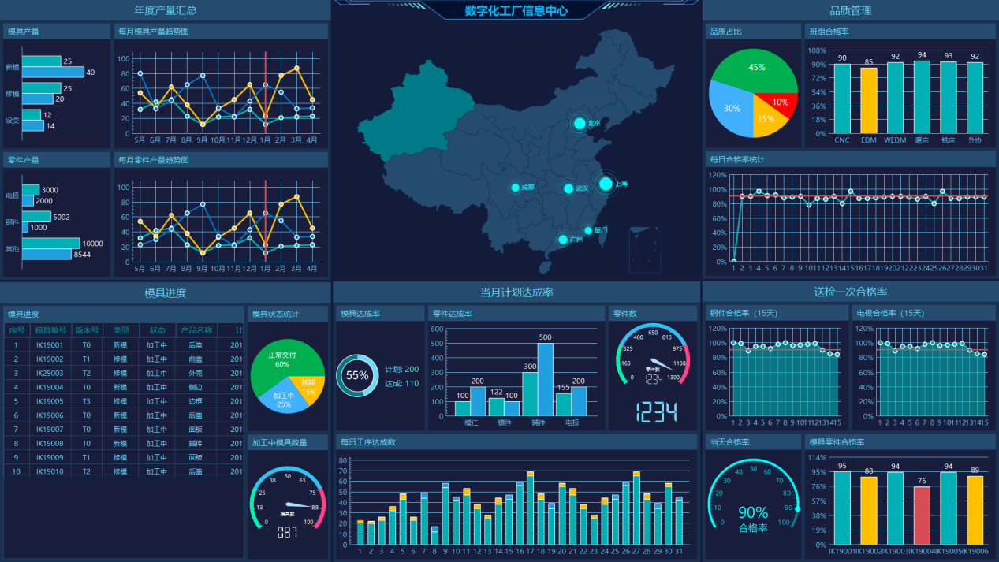 年度产量汇总
数字化工厂信息中心
品质管理
模具产量
每月模具产量趋势图
品质占比
班组合格率
新模
25
40
修模
25
20
设变
12
14
100
80
60
40
20
0
5月 6月 7月 8月 9月 10月 11月 12月 1月 2月 3月 4月
北京
上海
成都
武汉
厦门
广州
45%
30%
15%
10%
108%
90%
72%
54%
36%
18%
0%
90 85 92 94 93 92
CNC EDM WEDM 磨床 铣床 外协
零件产量
每月零件产量趋势图
每日合格率统计
电极
3000
2000
钢件
5002
1000
其他
10000
8544
100
80
60
40
20
0
5月 6月 7月 8月 9月 10月 11月 12月 1月 2月 3月 4月
120%
100%
80%
60%
40%
20%
0%
1 2 3 4 5 6 7 8 9 10 11 12 13 14 15 16 17 18 19 20 21 22 23 24 25 26 27 28 29 30 31
模具进度
当月计划达成率
送检一次合格率
模具进度
序号 模具编号 版本号 类型 状态 产品名称 计
1 IK19001 T0 新模 加工中 后盖 201
2 IK19002 T1 修模 加工中 前盖 201
3 IK29003 T2 修模 加工中 外壳 201
4 IK19004 T0 新模 加工中 侧边 201
5 IK19005 T3 修模 加工中 边框 201
6 IK19006 T0 新模 加工中 后盖 201
7 IK19007 T0 新模 加工中 面板 201
8 IK19008 T0 新模 加工中 插件 201
9 IK19009 T1 修模 加工中 面板 201
10 IK19010 T2 修模 加工中 后盖 201
模具状态统计
正常交付
60%
延期
15%
加工中
25%
加工中模具数量
0 13 25 38 50 63 75 88 100
模具数
087
模具达成率
55%
计划: 200
达成: 110
零件达成率
600
500
400
300
200
100
0
100 200 122 100 300 500 155 200
模仁 镶件 辅件 电极
零件数
0 163 325 488 650 813 975 1138 1300
零件数
1234
1234
每日工序达成数
80
70
60
50
40
30
20
10
0
1 2 3 4 5 6 7 8 9 10 11 12 13 14 15 16 17 18 19 20 21 22 23 24 25 26 27 28 29 30 31
钢件合格率（15天）
120%
100%
80%
60%
40%
20%
0%
1 2 3 4 5 6 7 8 9 10 11 12 13 14 15
电极合格率（15天）
120%
100%
80%
60%
40%
20%
0%
1 2 3 4 5 6 7 8 9 10 11 12 13 14 15
当天合格率
0 10 20 30 40 50 60 70 80 90 100
90%
合格率
模具零件合格率
114%
95%
76%
57%
38%
19%
0%
95 88 94 75 94 89
IK19001 IK19002 IK19003 IK19004 IK19005 IK19006